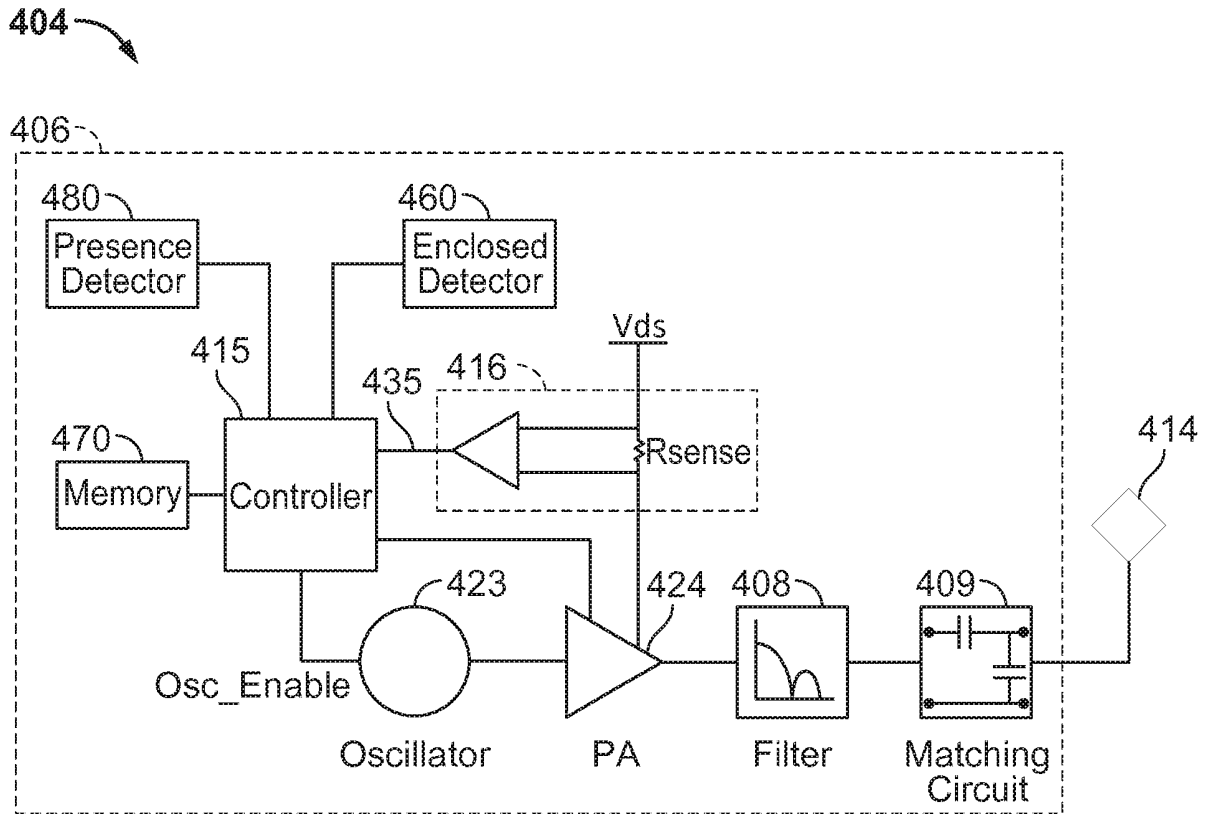 404
406
480
460
Presence
Detector
Enclosed
Detector
Vds
415
435
416
Rsense
414
470
Memory
Controller
423
424
408
409
Osc_Enable
Oscillator
PA
Filter
Matching
Circuit